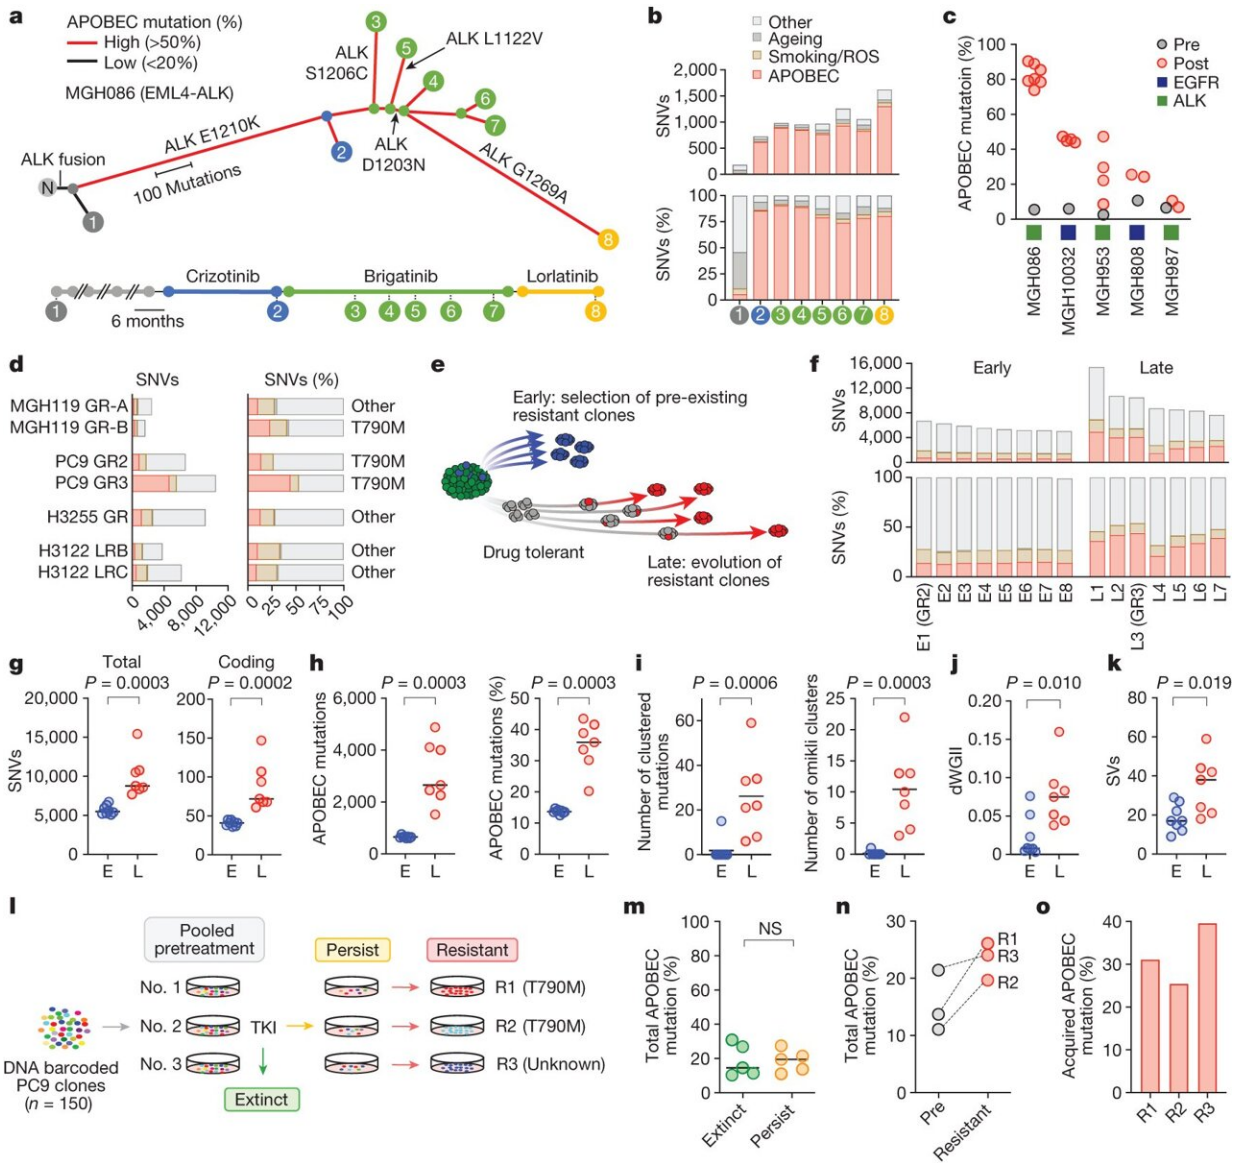 a
APOBEC mutation (%)
High (>50%)
Low (<20%)
MGH086 (EML4-ALK)
ALK fusion
N
1
ALK E1210K
100 Mutations
2
3
ALK
S1206C
5
ALK L1122V
4
6
7
ALK
D1203N
ALK G1269A
8
Crizotinib
Brigatinib
Lorlatinib
1
6 months
2
3
4
5
6
7
8
b
Other
Ageing
Smoking/ROS
APOBEC
SNVs
2,000
1,500
1,000
500
0
SNVs (%)
100
75
50
25
0
1
2
3
4
5
6
7
8
c
APOBEC mutatoin (%)
100
80
60
40
20
0
Pre
Post
EGFR
ALK
MGH086
MGH10032
MGH953
MGH808
MGH987
d
SNVs
SNVs (%)
MGH119 GR-A
Other
MGH119 GR-B
T790M
PC9 GR2
T790M
PC9 GR3
T790M
H3255 GR
Other
H3122 LRB
Other
H3122 LRC
Other
0
4,000
8,000
12,000
0
25
50
75
100
e
Early: selection of pre-existing
resistant clones
Drug tolerant
Late: evolution of
resistant clones
f
Early
Late
SNVs
16,000
12,000
8,000
4,000
0
SNVs (%)
100
50
0
E1 (GR2)
E2
E3
E4
E5
E6
E7
E8
L1
L2
L3 (GR3)
L4
L5
L6
L7
g
Total
P = 0.0003
SNVs
20,000
15,000
10,000
5,000
0
E
L
Coding
P = 0.0002
200
150
100
50
0
E
L
h
P = 0.0003
APOBEC mutations
6,000
4,000
2,000
0
E
L
P = 0.0003
APOBEC mutations (%)
50
40
30
20
10
0
E
L
i
P = 0.0006
Number of clustered
mutations
60
40
20
0
E
L
P = 0.0003
Number of omikli clusters
25
20
15
10
5
0
E
L
j
P = 0.010
dWGII
0.20
0.15
0.10
0.05
0
E
L
k
P = 0.019
SVs
80
60
40
20
0
E
L
l
Pooled
pretreatment
Persist
Resistant
No. 1
R1 (T790M)
No. 2
TKI
R2 (T790M)
No. 3
R3 (Unknown)
DNA barcoded
PC9 clones
(n = 150)
Extinct
m
NS
Total APOBEC
mutation (%)
100
80
60
40
20
0
Extinct
Persist
n
Total APOBEC
mutation (%)
30
20
10
0
R1
R3
R2
Pre
Resistant
o
Acquired APOBEC
mutation (%)
40
30
20
10
0
R1
R2
R3